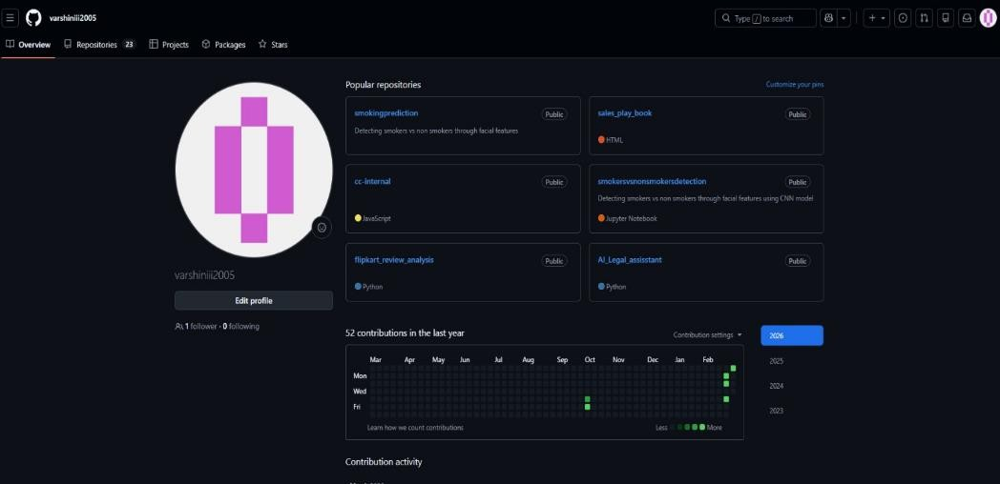 varshiniii2005
Type / to search
Overview
Repositories 23
Projects
Packages
Stars
Popular repositories
Customize your pins
smokingprediction
Public
Detecting smokers vs non smokers through facial features
sales_play_book
Public
HTML
cc-internal
Public
JavaScript
smokersvsnonsmokersdetection
Public
Detecting smokers vs non smokers through facial features using CNN model
Jupyter Notebook
flipkart_review_analysis
Public
Python
AI_Legal_assisstant
Public
Python
varshiniii2005
Edit profile
1 follower · 0 following
52 contributions in the last year
Contribution settings
2026
2025
2024
2023
Mar Apr May Jun Jul Aug Sep Oct Nov Dec Jan Feb
Mon
Wed
Fri
Learn how we count contributions
Less
More
Contribution activity